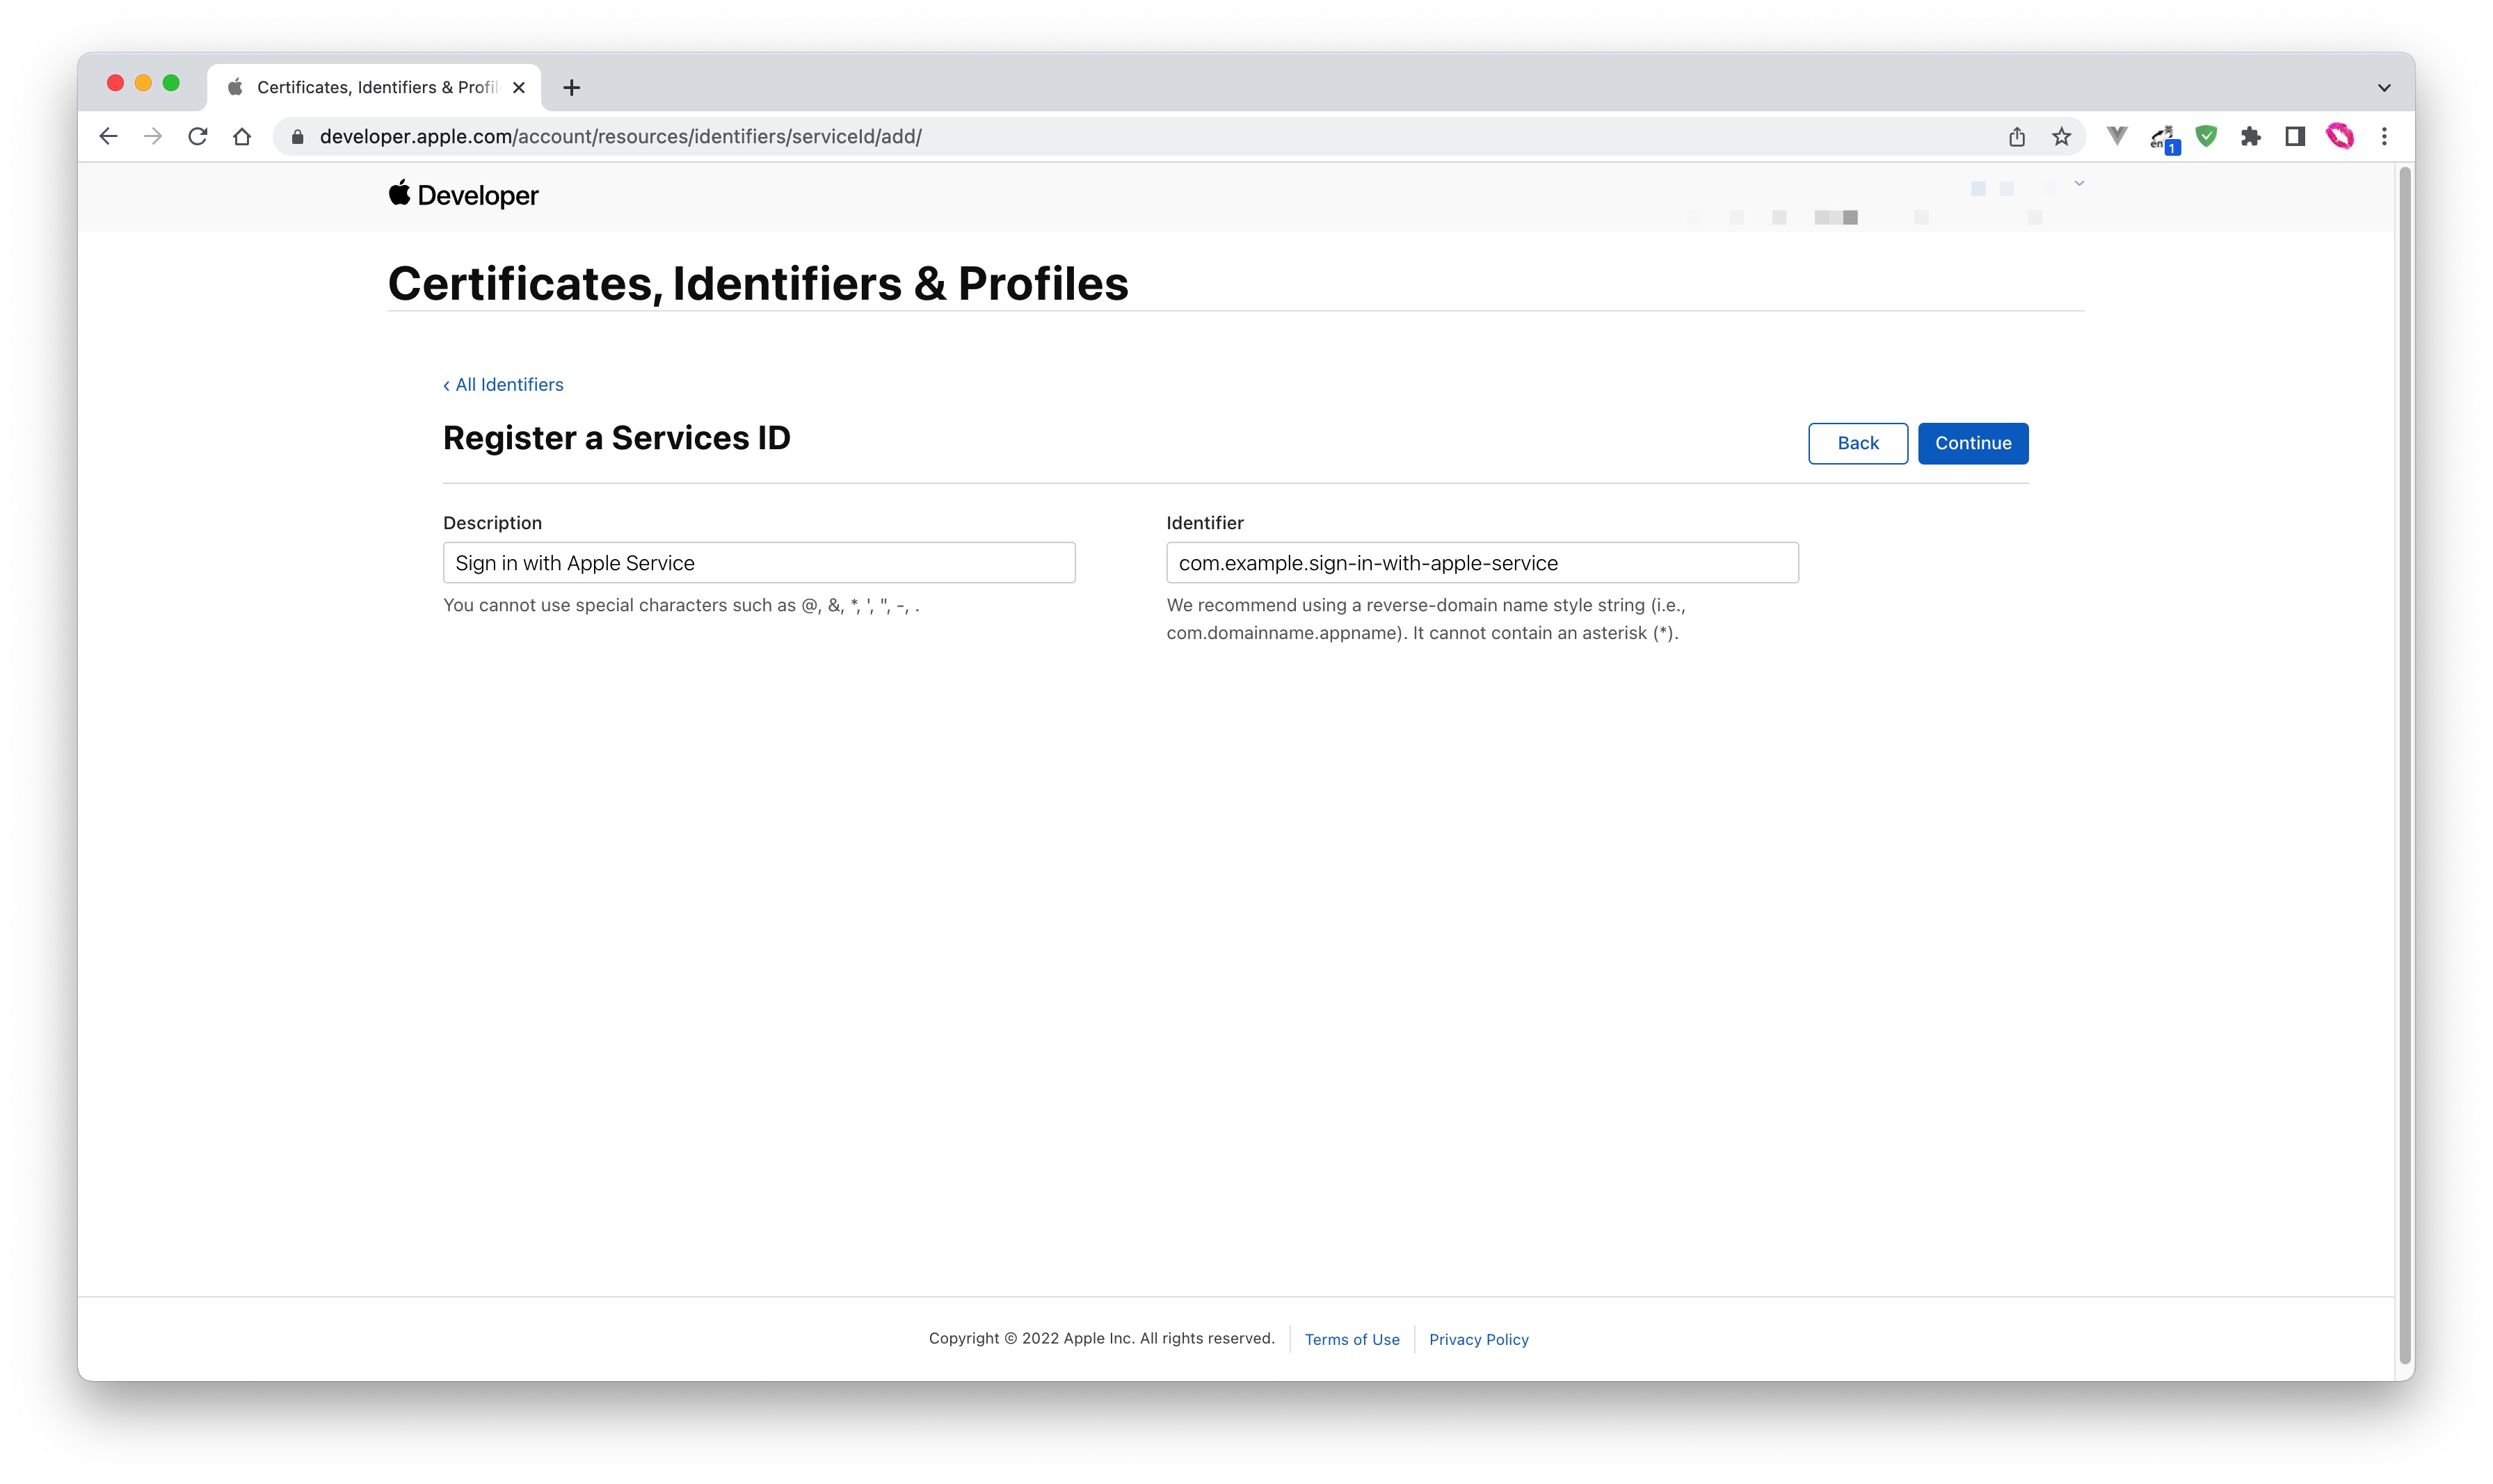 Certificates, Identifiers & Profil
developer.apple.com/account/resources/identifiers/serviceId/add/
en
1
Developer
Certificates, Identifiers & Profiles
‹ All Identifiers
Register a Services ID
Back
Continue
Description
Identifier
Sign in with Apple Service
com.example.sign-in-with-apple-service
You cannot use special characters such as @, &, *, ', ", -, .
We recommend using a reverse-domain name style string (i.e.,
com.domainname.appname). It cannot contain an asterisk (*).
Copyright © 2022 Apple Inc. All rights reserved.
Terms of Use
Privacy Policy